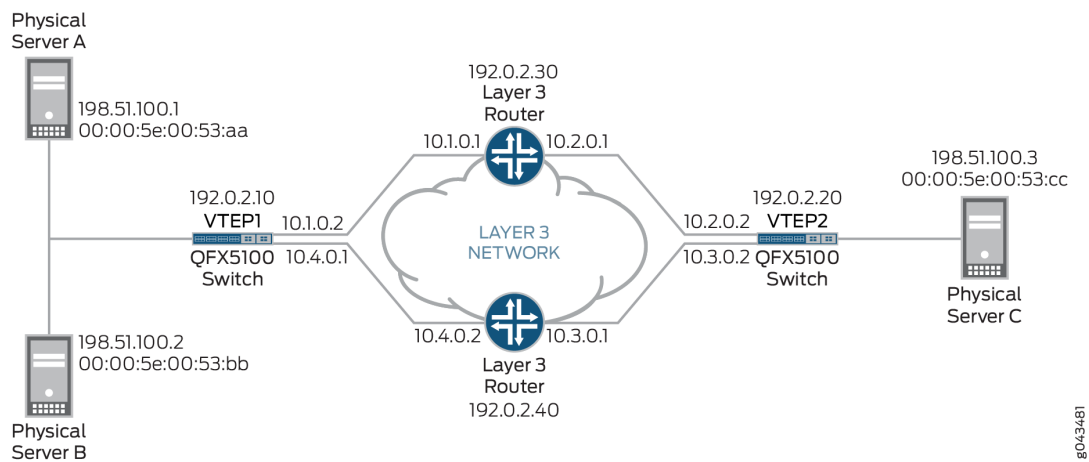 Physical
Server A
198.51.100.1
00:00:5e:00:53:aa
192.0.2.30
Layer 3
Router
10.1.0.1
10.2.0.1
198.51.100.3
00:00:5e:00:53:cc
192.0.2.10
VTEP1
10.1.0.2
10.4.0.1
QFX5100
Switch
LAYER 3
NETWORK
192.0.2.20
10.2.0.2
VTEP2
10.3.0.2
QFX5100
Switch
Physical
Server C
198.51.100.2
00:00:5e:00:53:bb
10.4.0.2
10.3.0.1
Layer 3
Router
192.0.2.40
Physical
Server B
g043481